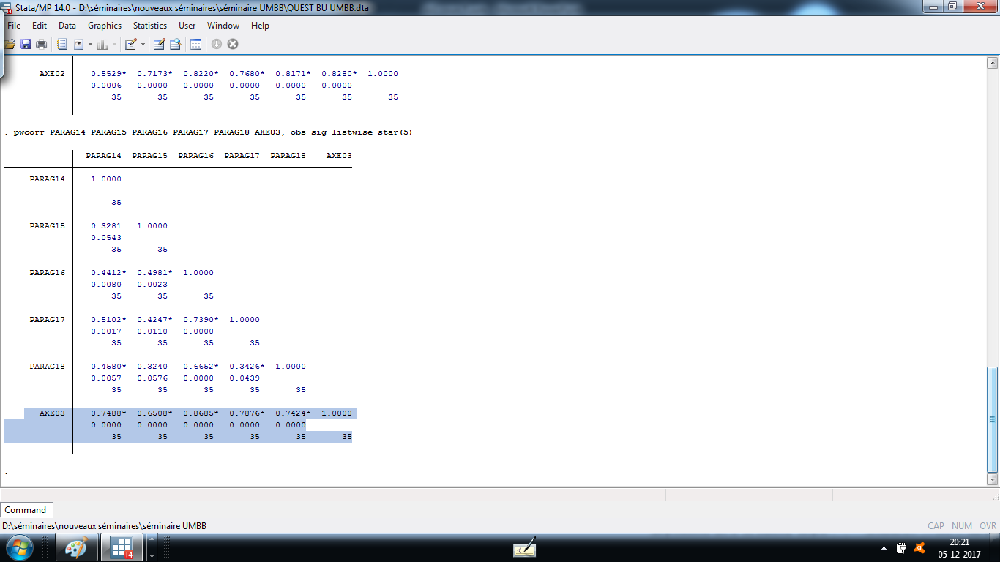 Stata/MP 14.0 - D:\séminaires\nouveaux séminaires\séminaire UMBB\QUEST BU UMBB.dta
File Edit Data Graphics Statistics User Window Help
AXE02 0.5529* 0.7173* 0.8220* 0.7680* 0.8171* 0.8280* 1.0000
0.0006 0.0000 0.0000 0.0000 0.0000 0.0000
35 35 35 35 35 35 35
. pwcorr PARAG14 PARAG15 PARAG16 PARAG17 PARAG18 AXE03, obs sig listwise star(5)
PARAG14 PARAG15 PARAG16 PARAG17 PARAG18 AXE03
PARAG14 1.0000
35
PARAG15 0.3281 1.0000
0.0543
35 35
PARAG16 0.4412* 0.4981* 1.0000
0.0080 0.0023
35 35 35
PARAG17 0.5102* 0.4247* 0.7390* 1.0000
0.0017 0.0110 0.0000
35 35 35 35
PARAG18 0.4580* 0.3240 0.6652* 0.3426* 1.0000
0.0057 0.0576 0.0000 0.0439
35 35 35 35 35
AXE03 0.7488* 0.6508* 0.8685* 0.7876* 0.7424* 1.0000
0.0000 0.0000 0.0000 0.0000 0.0000
35 35 35 35 35 35
.
Command
D:\séminaires\nouveaux séminaires\séminaire UMBB CAP NUM OVR
14
20:21
05-12-2017